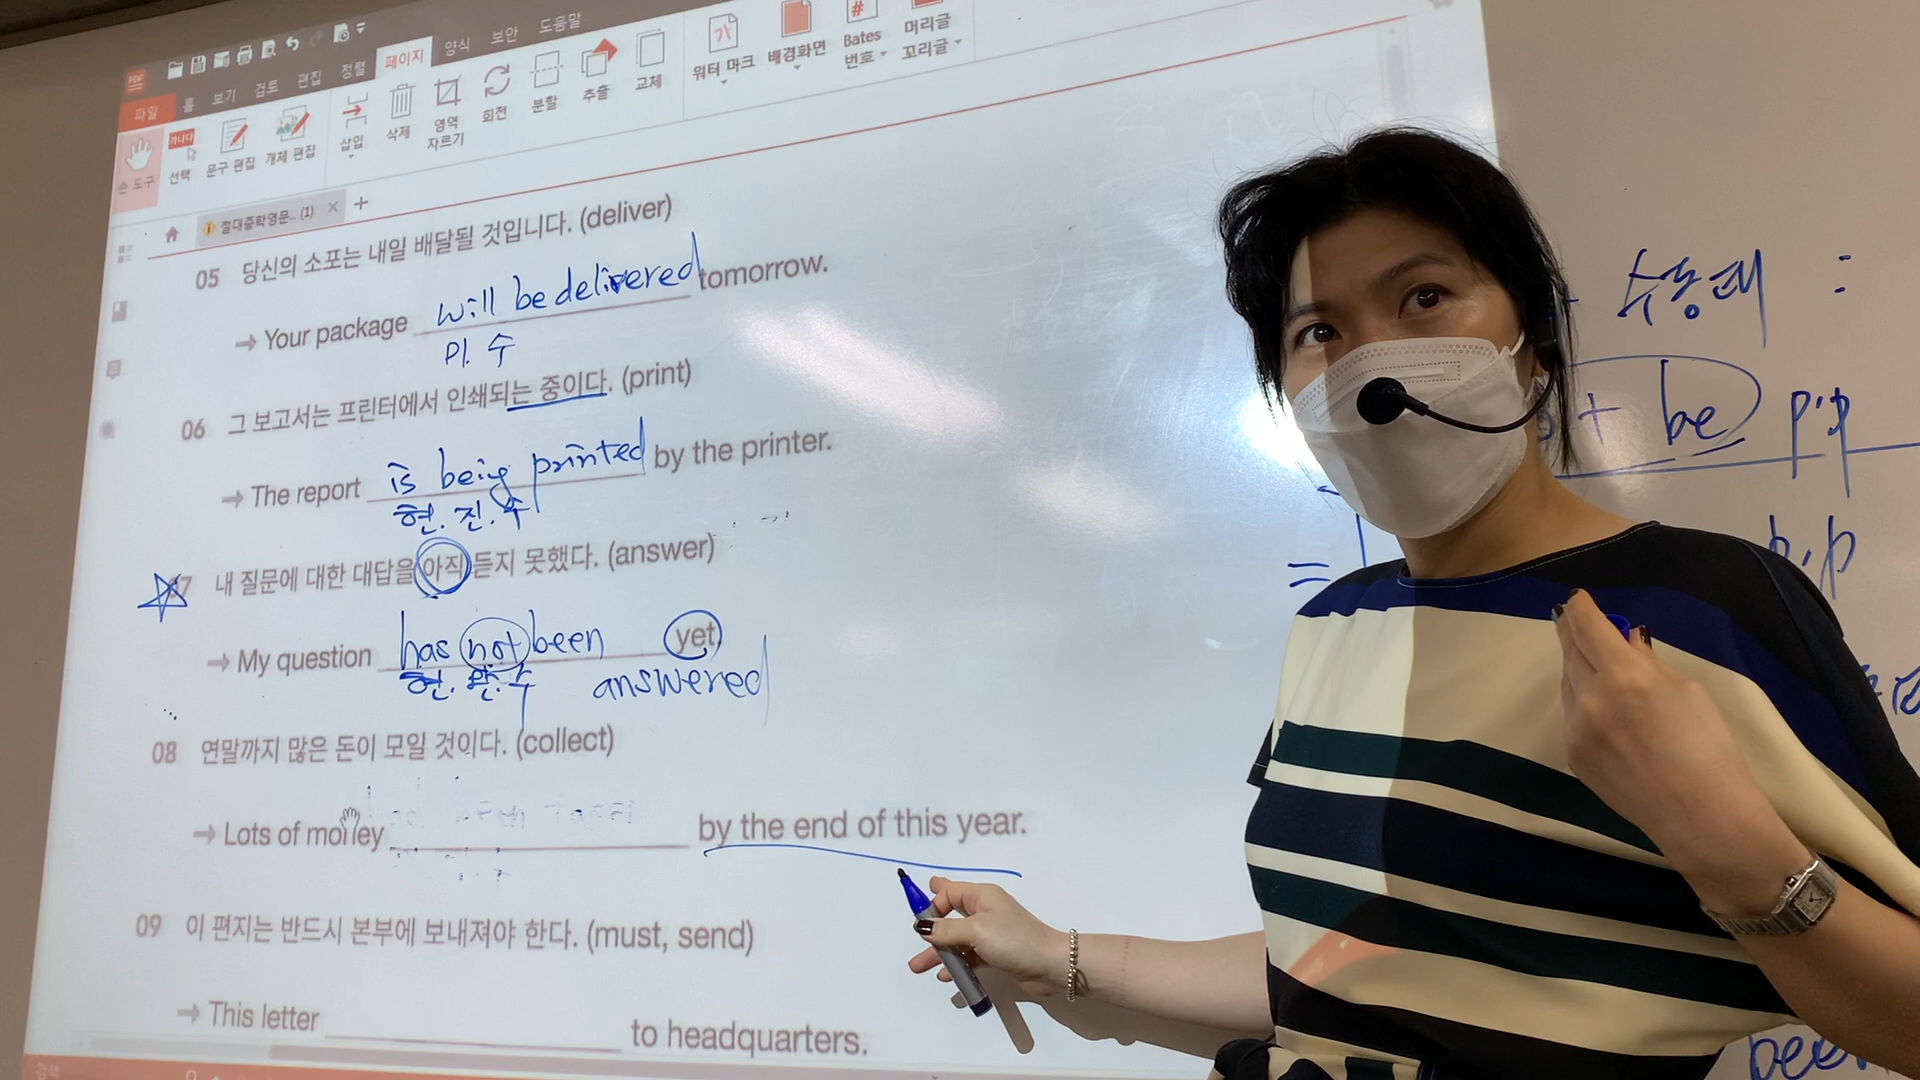 양식 보안 도움말
파일 홈 보기 검토 편집 정렬 페이지
손 도구 선택 문구 편집 개체 편집 삽입 삭제 영역 자르기 회전 분할 추출 교체 워터 마크 배경화면 Bates 번호 머리글 꼬리글
절대중학영문... (1)
05 당신의 소포는 내일 배달될 것입니다. (deliver)
→ Your package will be delivered tomorrow.
미. 수
06 그 보고서는 프린터에서 인쇄되는 중이다. (print)
→ The report is being printed by the printer.
현. 진. 수
07 내 질문에 대한 대답을 아직 듣지 못했다. (answer)
→ My question has not been yet
현. 완. 수 answered
08 연말까지 많은 돈이 모일 것이다. (collect)
→ Lots of money by the end of this year.
09 이 편지는 반드시 본부에 보내져야 한다. (must, send)
→ This letter to headquarters.
수동태 :
+ be p.p
=
p.p
been